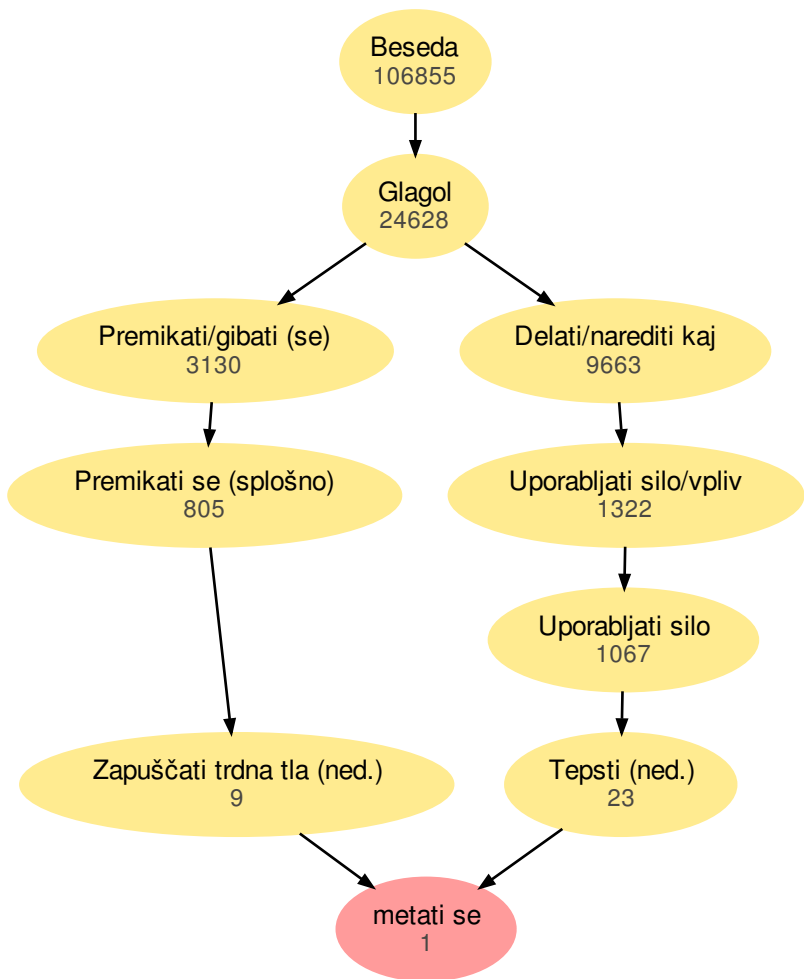 Beseda
106855
Glagol
24628
Premikati/gibati (se)
3130
Delati/narediti kaj
9663
Premikati se (splošno)
805
Uporabljati silo/vpliv
1322
Uporabljati silo
1067
Zapuščati trdna tla (ned.)
9
Tepsti (ned.)
23
metati se
1